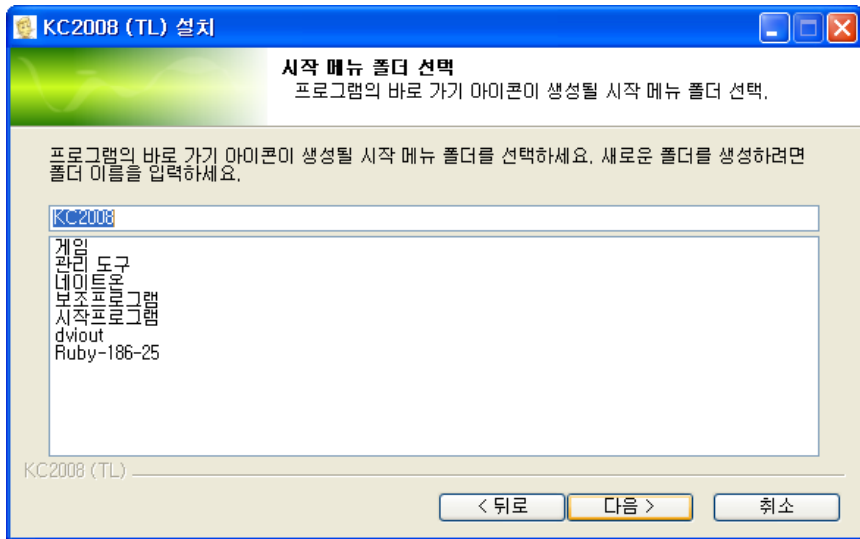 KC2008 (TL) 설치
시작 메뉴 폴더 선택
프로그램의 바로 가기 아이콘이 생성될 시작 메뉴 폴더 선택.
프로그램의 바로 가기 아이콘이 생성될 시작 메뉴 폴더를 선택하세요. 새로운 폴더를 생성하려면
폴더 이름을 입력하세요.
KC2008
게임
관리 도구
네이트온
보조프로그램
시작프로그램
dviout
Ruby-186-25
KC2008 (TL)
< 뒤로 다음 > 취소